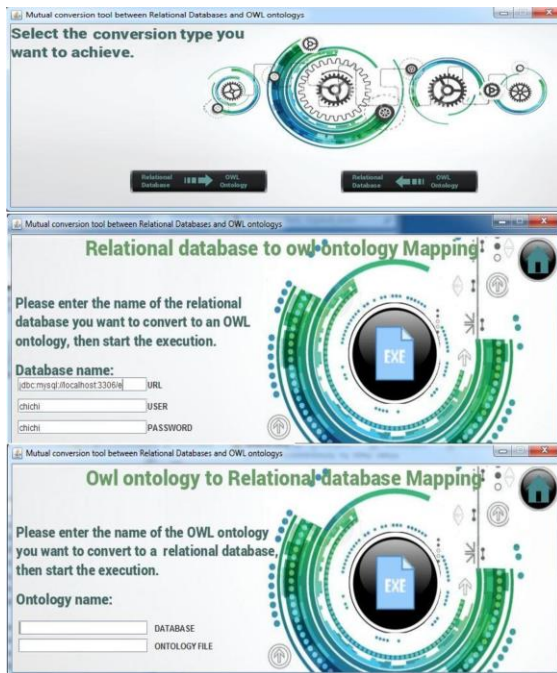 Mutual conversion tool between Relational Databases and OWL ontologys
Select the conversion type you
want to achieve.
Relational
Database
OWL
Ontology
Relational
Database
OWL
Ontology
Mutual conversion tool between Relational Databases and OWL ontologys
Relational database to owl ontology Mapping
Please enter the name of the relational
database you want to convert to an OWL
ontology, then start the execution.
EXE
Database name:
jdbc:mysql://localhost:3306/e URL
chichi USER
chichi PASSWORD
Mutual conversion tool between Relational Databases and OWL ontologys
Owl ontology to Relational database Mapping
Please enter the name of the OWL ontology
you want to convert to a relational database,
then start the execution.
EXE
Ontology name:
DATABASE
ONTOLOGY FILE